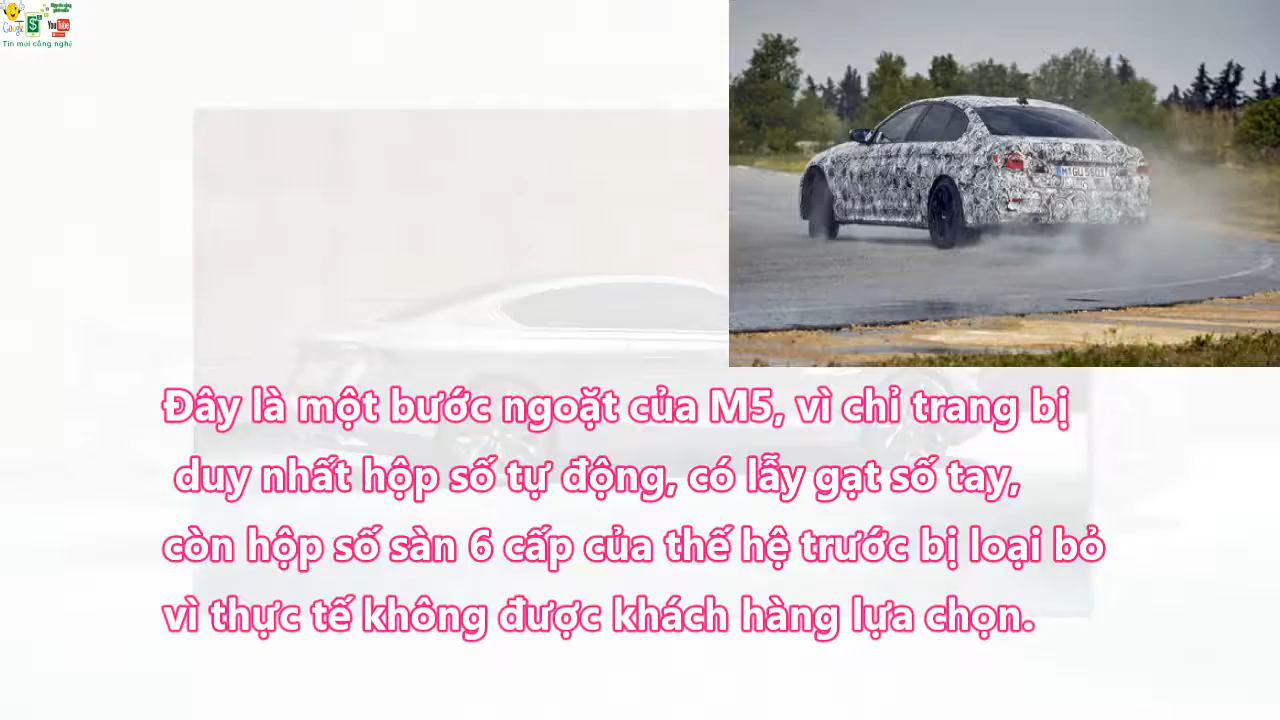 Google
S
YouTube
Tin mới công nghệ
Đây là một bước ngoặt của M5, vì chỉ trang bị
duy nhất hộp số tự động, có lẫy gạt số tay,
còn hộp số sàn 6 cấp của thế hệ trước bị loại bỏ
vì thực tế không được khách hàng lựa chọn.